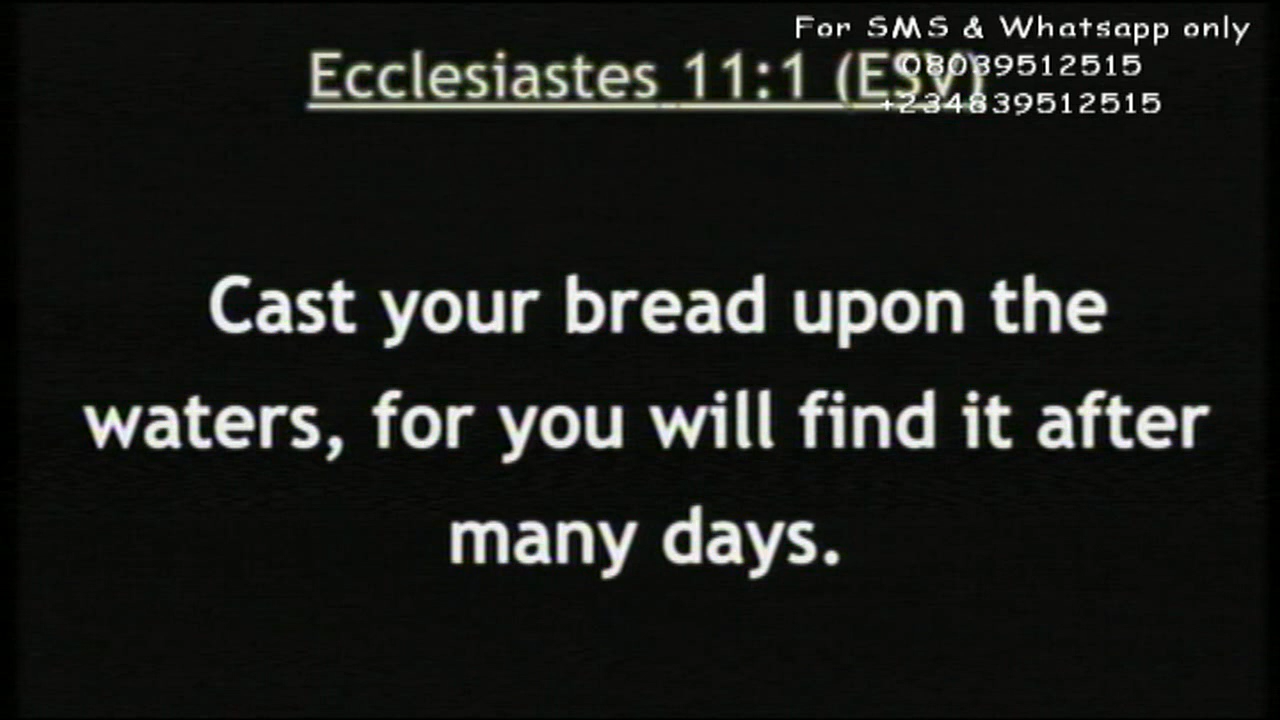 For SMS & Whatsapp only
Ecclesiastes 11:1 (ESV)
08039512515
+234839512515
Cast your bread upon the
waters, for you will find it after
many days.